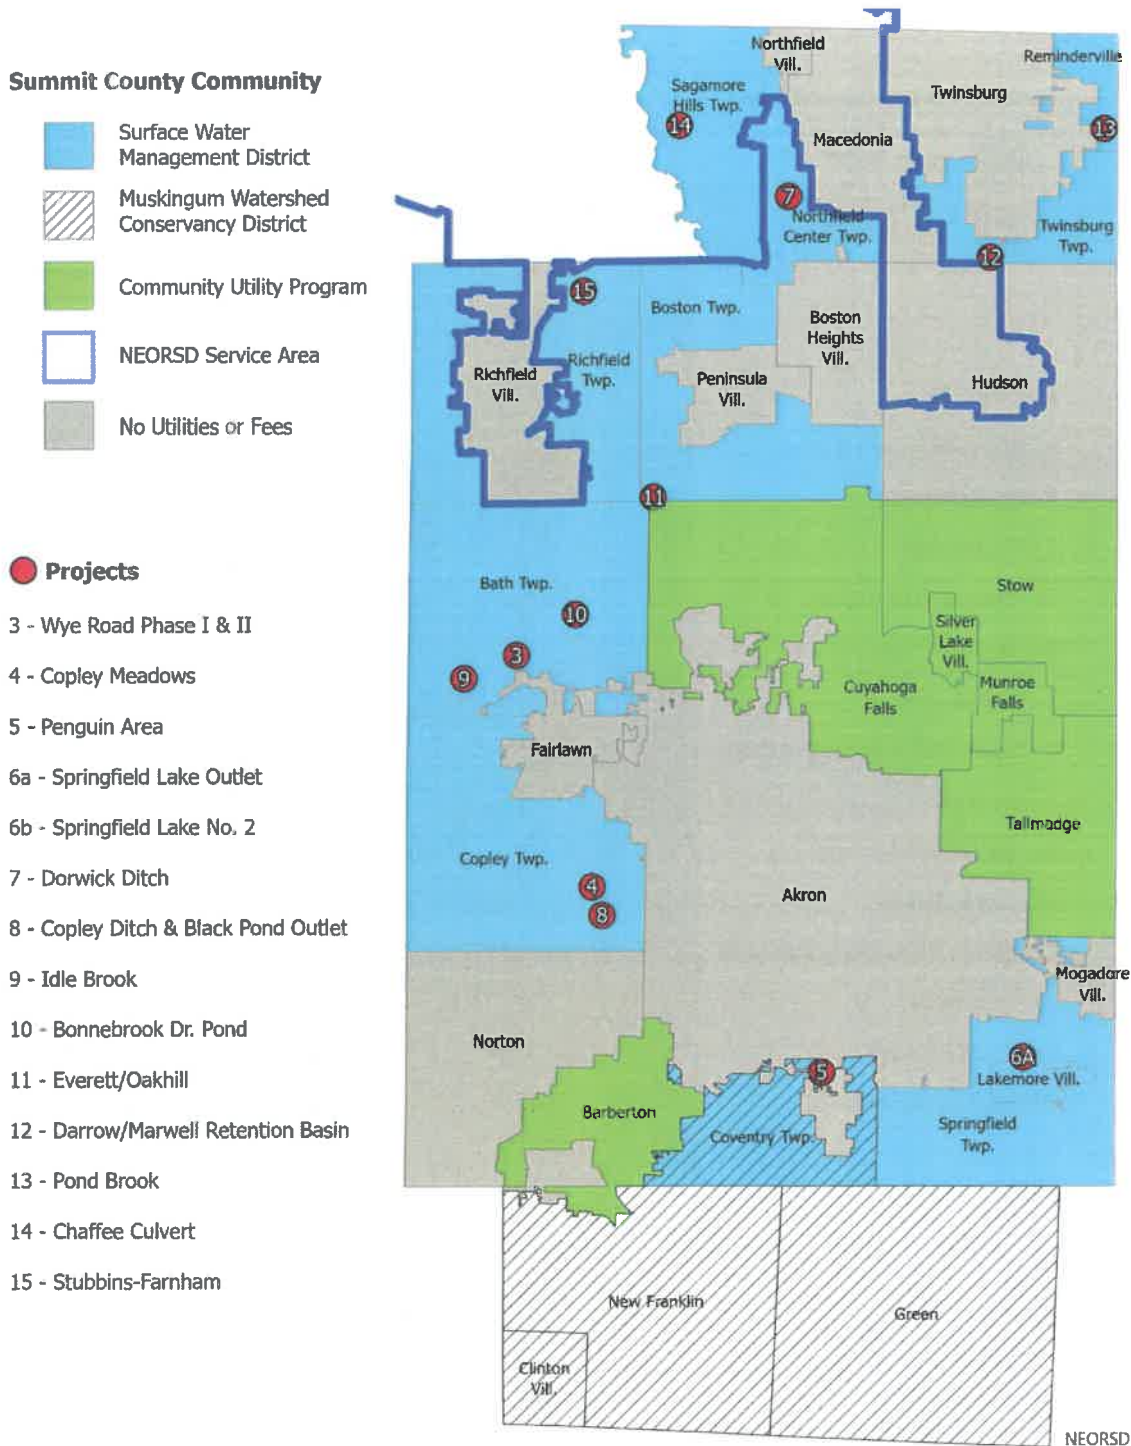 Summit County Community
Surface Water
Management District
Muskingum Watershed
Conservancy District
Community Utility Program
NEORSD Service Area
No Utilities or Fees
Projects
3 - Wye Road Phase I & II
4 - Copley Meadows
5 - Penguin Area
6a - Springfield Lake Outlet
6b - Springfield Lake No. 2
7 - Dorwick Ditch
8 - Copley Ditch & Black Pond Outlet
9 - Idle Brook
10 - Bonnebrook Dr. Pond
11 - Everett/Oakhill
12 - Darrow/Marwell Retention Basin
13 - Pond Brook
14 - Chaffee Culvert
15 - Stubbins-Farnham
Northfield
Vill.
Reminderville
Sagamore
Hills Twp.
14
Twinsburg
13
Macedonia
7
Northfield
Center Twp.
Twinsburg
Twp.
12
15
Boston Twp.
Boston
Heights
Vill.
Richfield
Vill.
Richfield
Twp.
Peninsula
Vill.
Hudson
11
Bath Twp.
10
Stow
Silver
Lake
Vill.
3
9
Cuyahoga
Falls
Munroe
Falls
Fairlawn
Tallmadge
Copley Twp.
4
8
Akron
Mogadore
Vill.
Norton
6A
Lakemore Vill.
5
Barberton
Coventry Twp.
Springfield
Twp.
New Franklin
Green
Clinton
Vill.
NEORSD